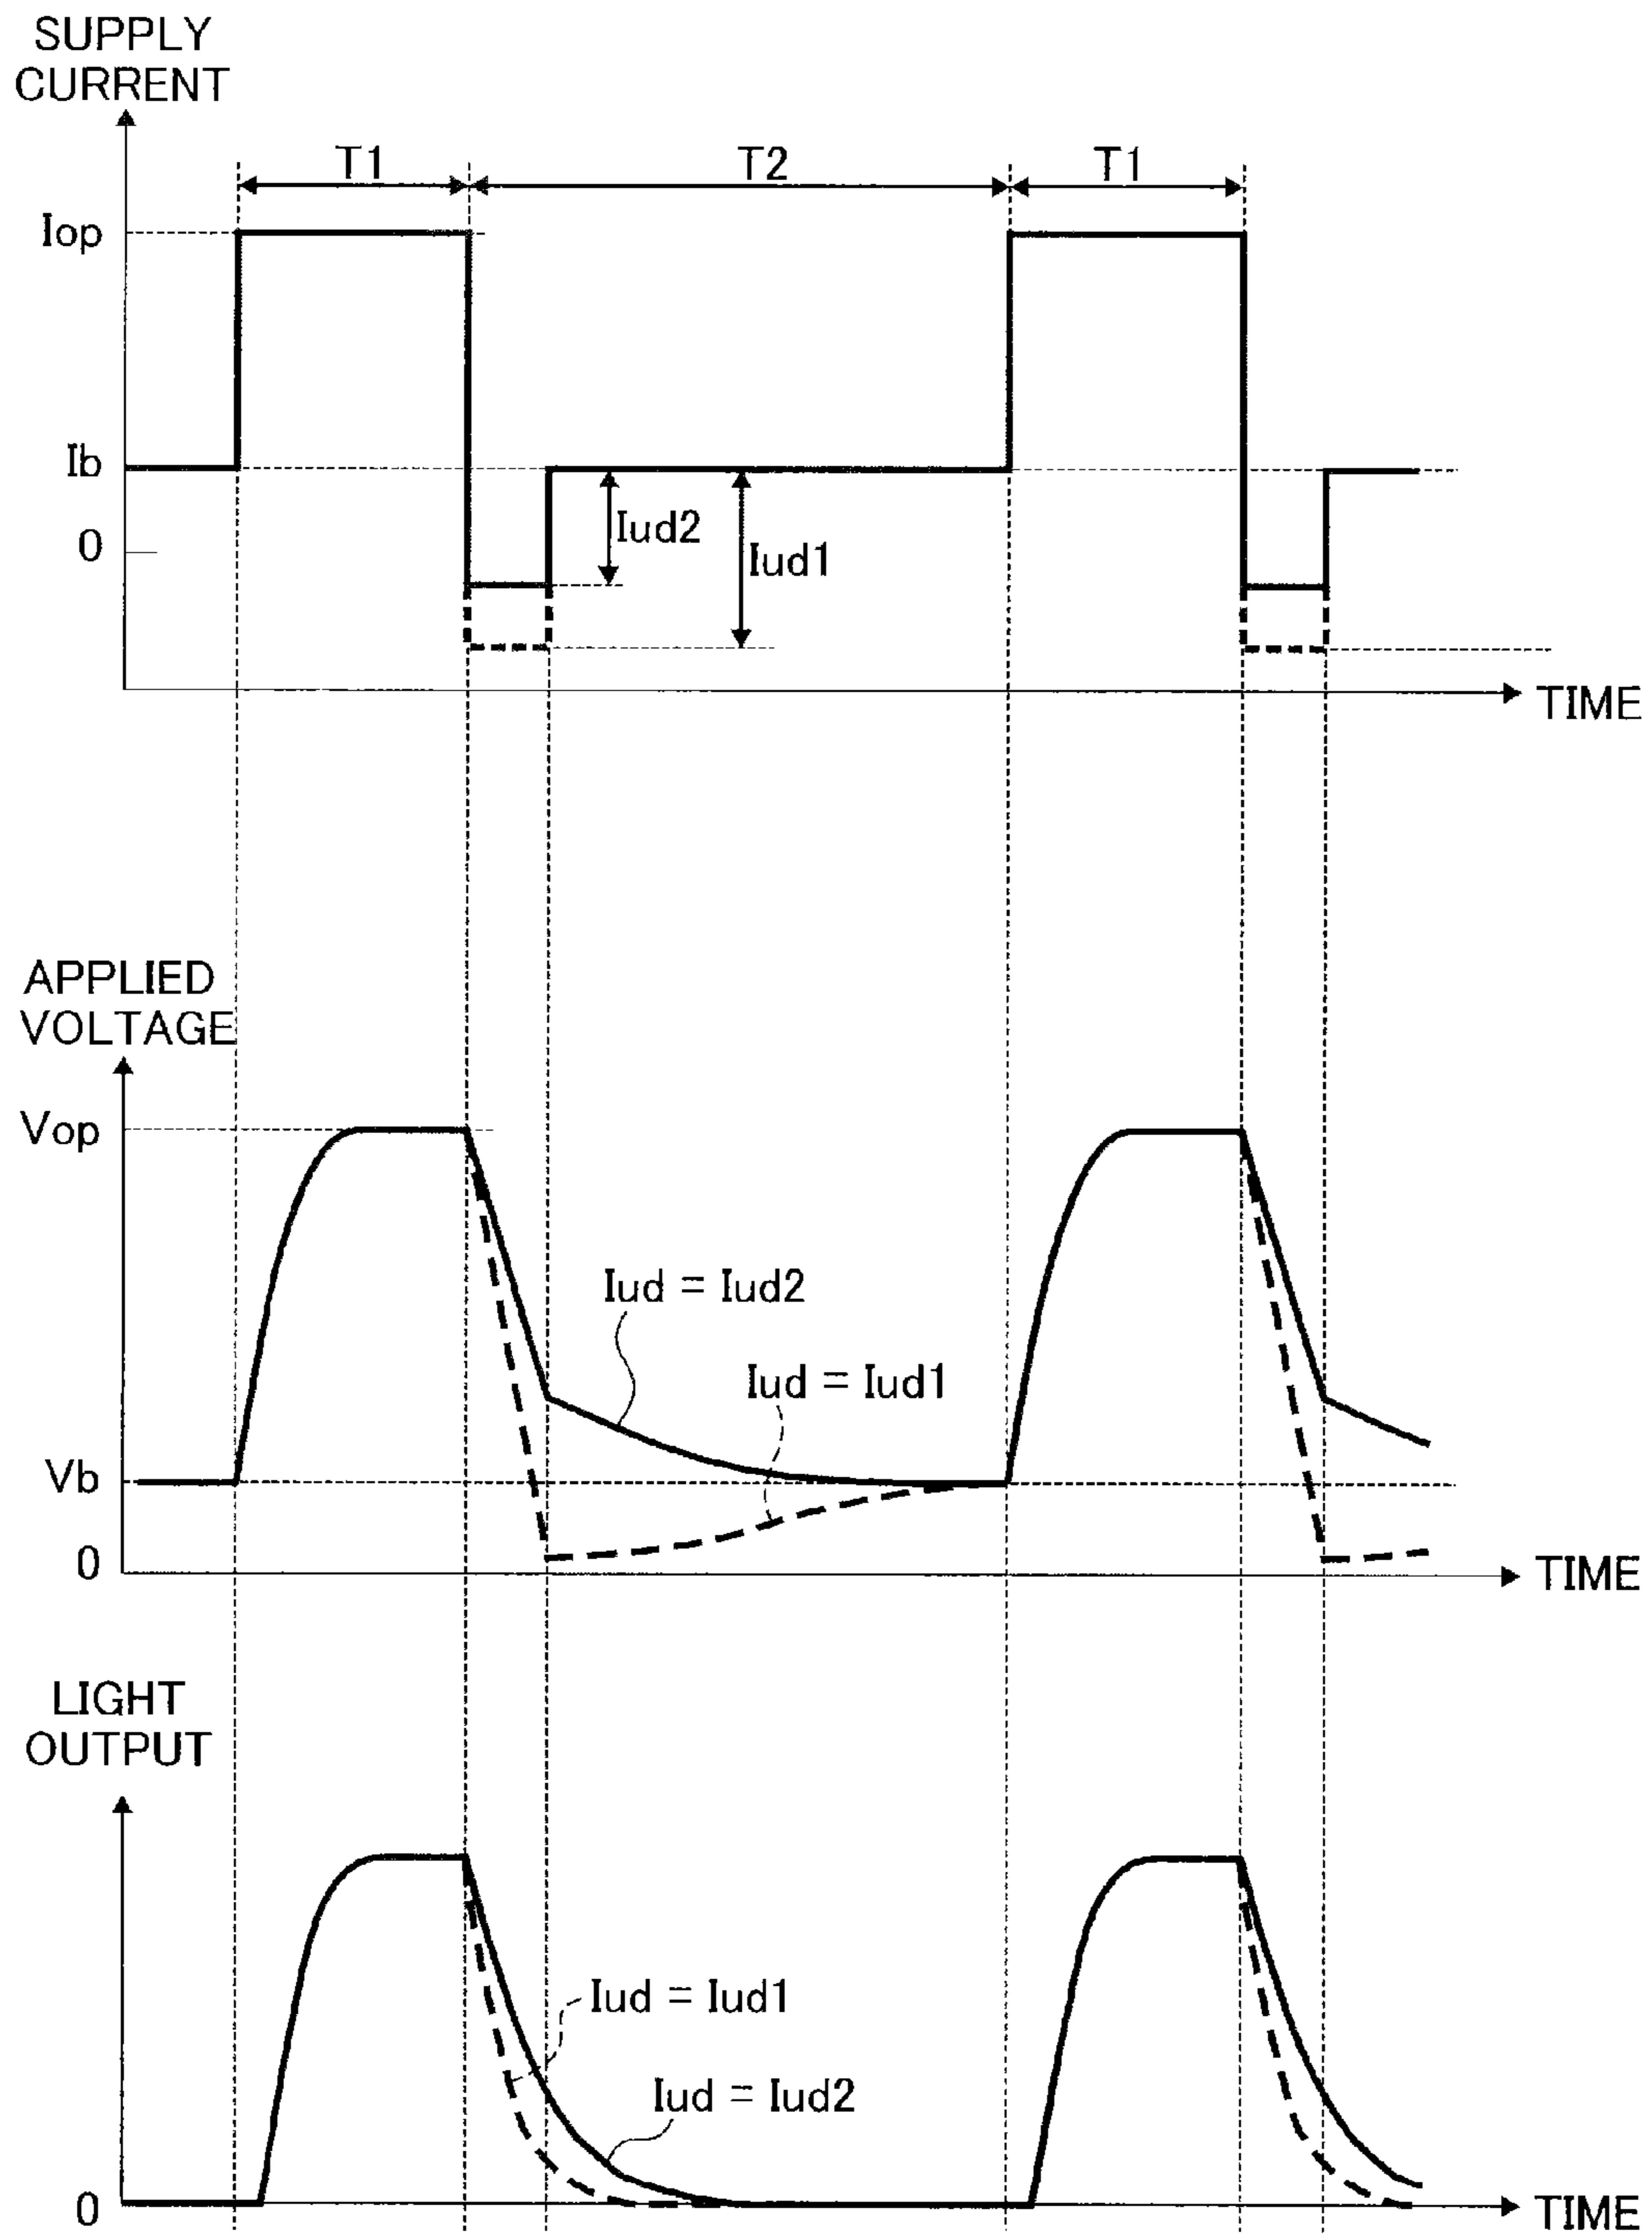 SUPPLY
CURRENT
T1 T2 T1
Iop
Ib
0
Iud2
Iud1
TIME
APPLIED
VOLTAGE
Vop
Iud = Iud2
Iud = Iud1
Vb
0
TIME
LIGHT
OUTPUT
Iud = Iud1
Iud = Iud2
0
TIME